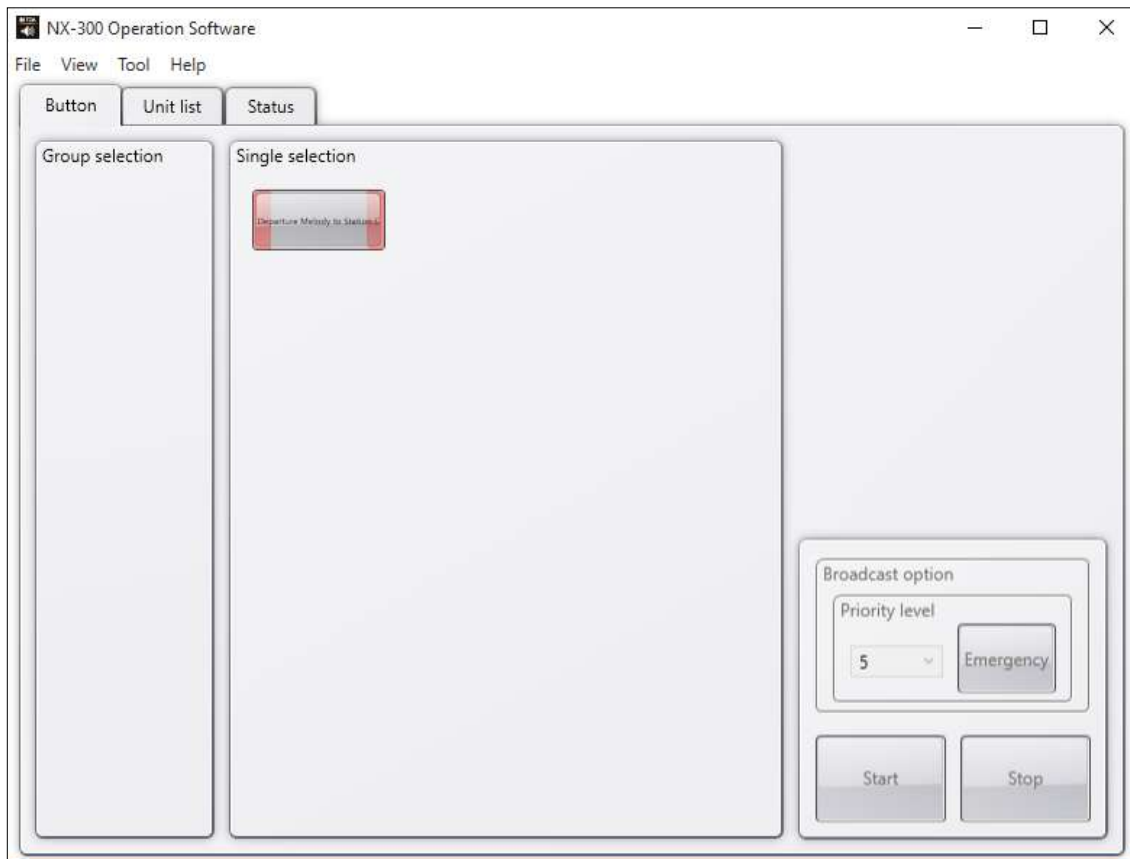 NX-300 Operation Software
File View Tool Help
Button Unit list Status
Group selection
Single selection
Departure Melody to Station
Broadcast option
Priority level
5
Emergency
Start
Stop